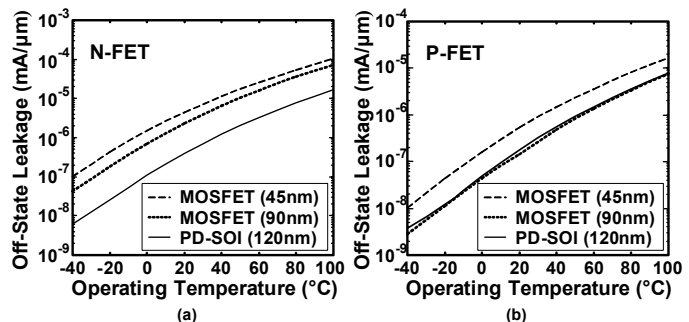 N-FET
Off-State Leakage (mA/μm)
10-3
10-4
10-5
10-6
10-7
10-8
10-9
MOSFET (45nm)
MOSFET (90nm)
PD-SOI (120nm)
-40 -20 0 20 40 60 80 100
Operating Temperature (°C)
(a)
P-FET
Off-State Leakage (mA/μm)
10-4
10-5
10-6
10-7
10-8
10-9
MOSFET (45nm)
MOSFET (90nm)
PD-SOI (120nm)
-40 -20 0 20 40 60 80 100
Operating Temperature (°C)
(b)